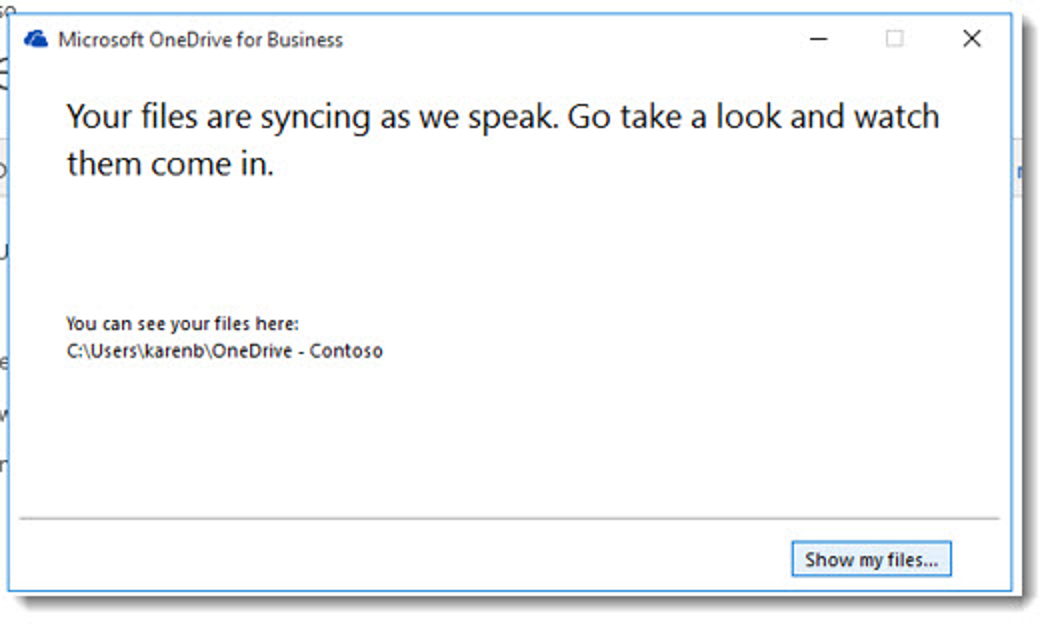 Microsoft OneDrive for Business
Your files are syncing as we speak. Go take a look and watch
them come in.
You can see your files here:
C:\Users\karenb\OneDrive - Contoso
Show my files...